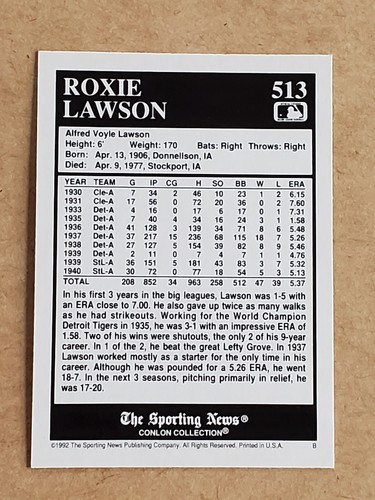 ROXIE
LAWSON
513
Alfred Voyle Lawson
Height: 6' Weight: 170 Bats: Right Throws: Right
Born: Apr. 13, 1906, Donnellson, IA
Died: Apr. 9, 1977, Stockport, IA
YEAR TEAM G IP CG H SO BB W L ERA
1930 Cle-A 7 34 2 46 10 23 1 2 6.15
1931 Cle-A 17 56 0 72 20 36 0 2 7.60
1933 Det-A 4 16 0 17 6 17 0 1 7.31
1935 Det-A 7 40 4 34 16 24 3 1 1.58
1936 Det-A 41 128 3 139 34 71 8 6 5.48
1937 Det-A 37 217 15 236 68 115 18 7 5.26
1938 Det-A 27 127 5 154 39 82 8 9 5.46
1939 Det-A 2 11 0 7 4 7 1 1 4.76
1939 StL-A 36 151 5 181 43 83 3 7 5.32
1940 StL-A 30 72 0 77 18 54 5 3 5.13
TOTAL 208 852 34 963 258 512 47 39 5.37
In his first 3 years in the big leagues, Lawson was 1-5
with an ERA close to 7.00. He also gave up twice as many walks
as he had strikeouts. Working for the World Champion
Detroit Tigers in 1935, he was 3-1 with an impressive ERA of
1.58. Two of his wins were shutouts, the only 2 of his 9-year
career. In 1 of the 2, he beat the great Lefty Grove. In 1937
Lawson worked mostly as a starter for the only time in his
career. Although he was pounded for a 5.26 ERA, he went
18-7. In the next 3 seasons, pitching primarily in relief, he
was 17-20.
The Sporting News®
CONLON COLLECTION®
©1992 The Sporting News Publishing Company. All Rights Reserved. Printed in U.S.A. B